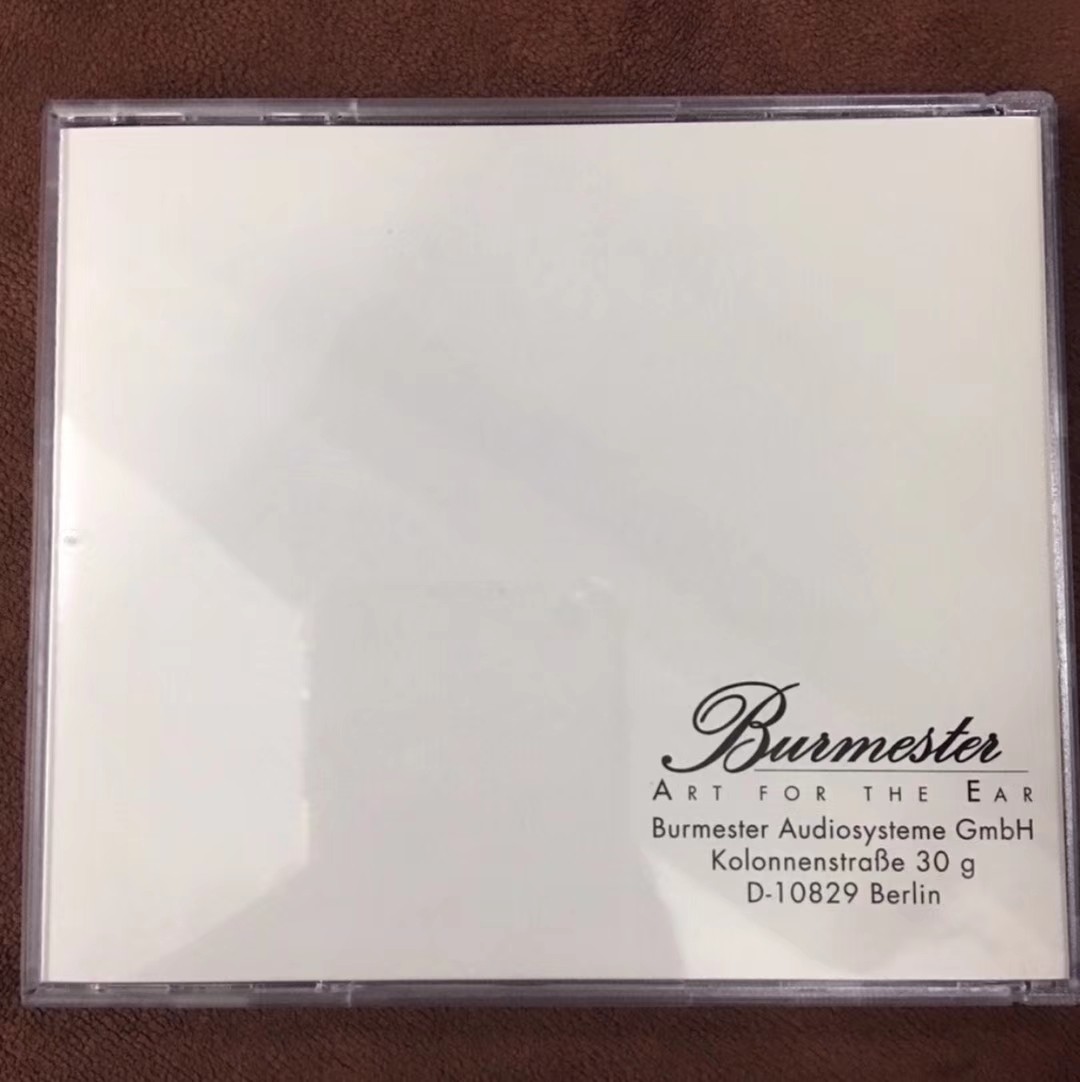 Burmester
ART FOR THE EAR
Burmester Audiosysteme GmbH
Kolonnenstraße 30 g
D-10829 Berlin